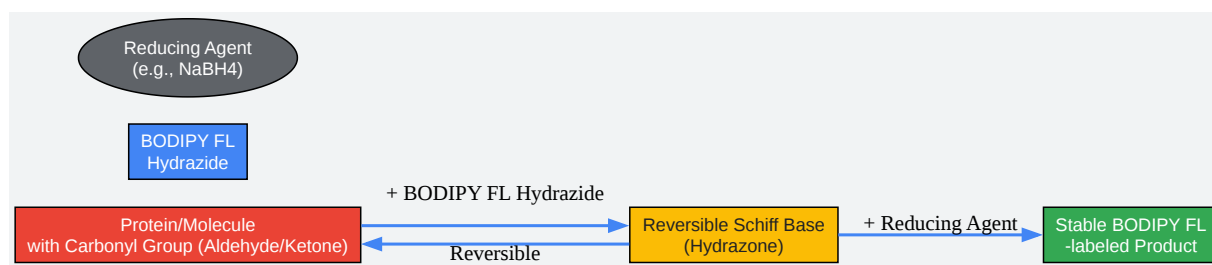 Reducing Agent
(e.g., NaBH4)
BODIPY FL
Hydrazide
+ BODIPY FL Hydrazide
Protein/Molecule
with Carbonyl Group (Aldehyde/Ketone)
Reversible
Reversible Schiff Base
(Hydrazone)
+ Reducing Agent
Stable BODIPY FL
-labeled Product